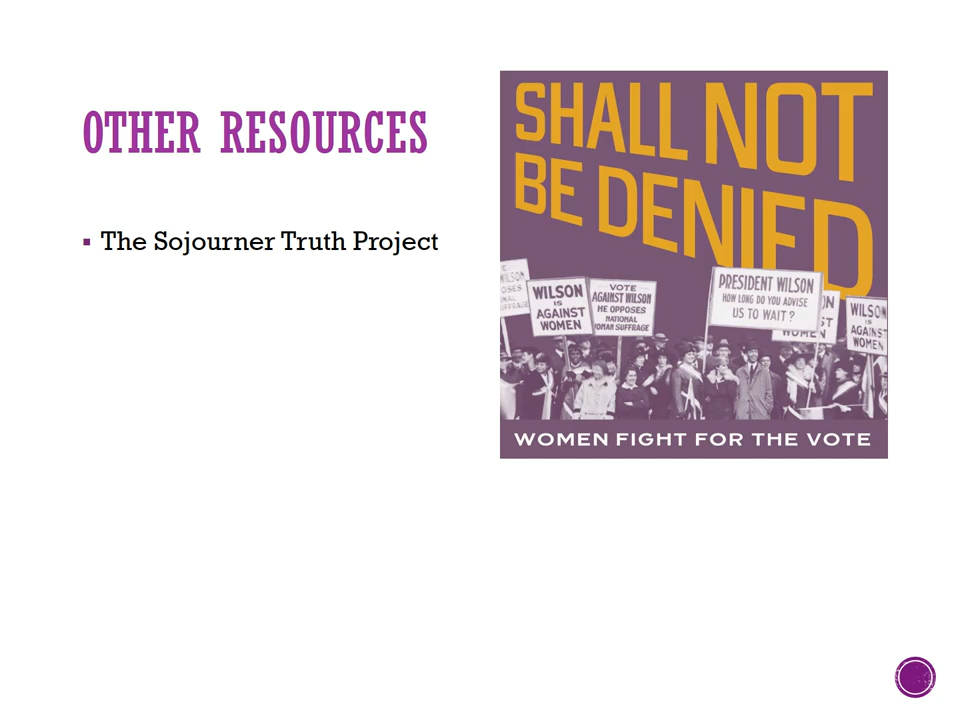 OTHER RESOURCES
The Sojourner Truth Project
SHALL NOT
BE DENIED
WILSON
IS
AGAINST
WOMEN
VOTE
AGAINST WILSON
HE OPPOSES
NATIONAL
WOMAN SUFFRAGE
PRESIDENT WILSON
HOW LONG DO YOU ADVISE
US TO WAIT?
WOMEN
WILSON
IS
AGAINST
WOMEN
WOMEN FIGHT FOR THE VOTE